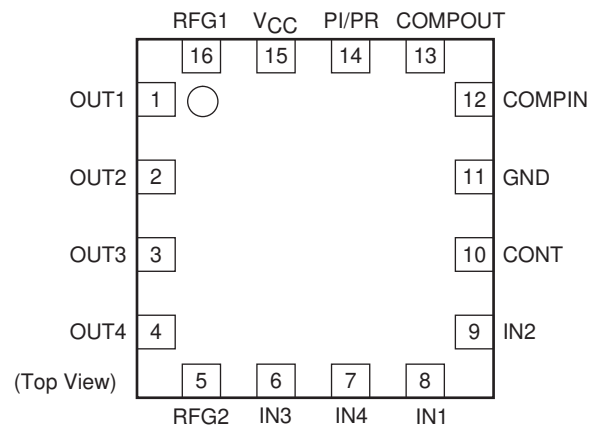 RFG1 VCC PI/PR COMPOUT
16 15 14 13
OUT1 1 12 COMPIN
OUT2 2 11 GND
OUT3 3 10 CONT
OUT4 4 9 IN2
(Top View) 5 6 7 8
RFG2 IN3 IN4 IN1